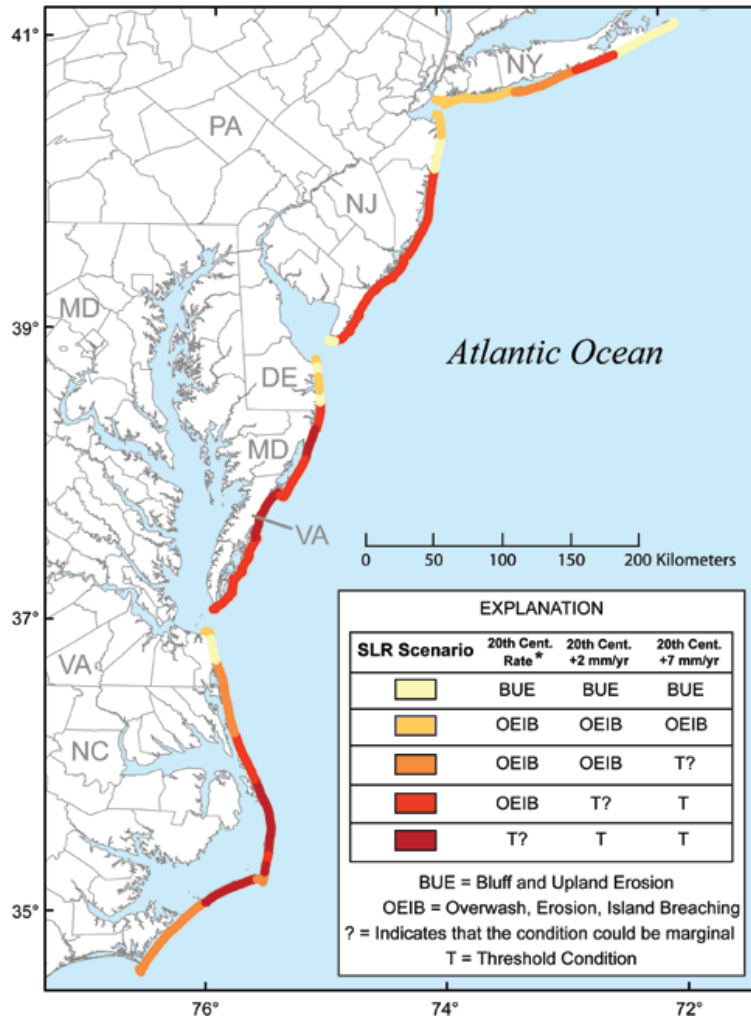 41°
NY
PA
NJ
MD
39°
Atlantic Ocean
DE
MD
VA
0 50 100 150 200 Kilometers
37°
VA
NC
35°
EXPLANATION
SLR Scenario 20th Cent. Rate* 20th Cent. +2 mm/yr 20th Cent. +7 mm/yr
BUE BUE BUE
OEIB OEIB OEIB
OEIB OEIB T?
OEIB T? T
T? T T
BUE = Bluff and Upland Erosion
OEIB = Overwash, Erosion, Island Breaching
? = Indicates that the condition could be marginal
T = Threshold Condition
76° 74° 72°